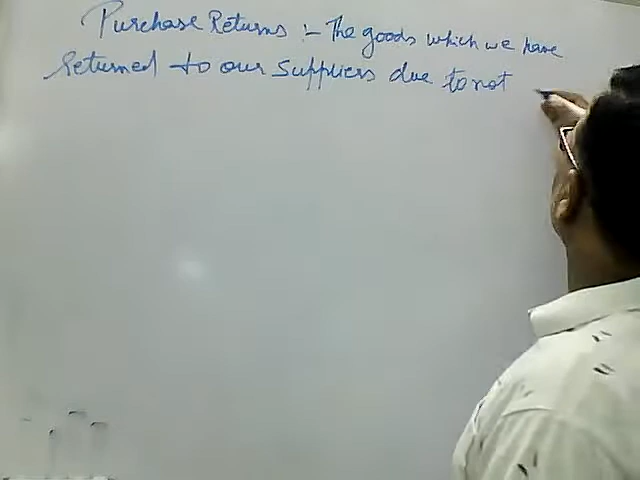 Purchase Returns :- The goods which we have
returned to our suppliers due to not